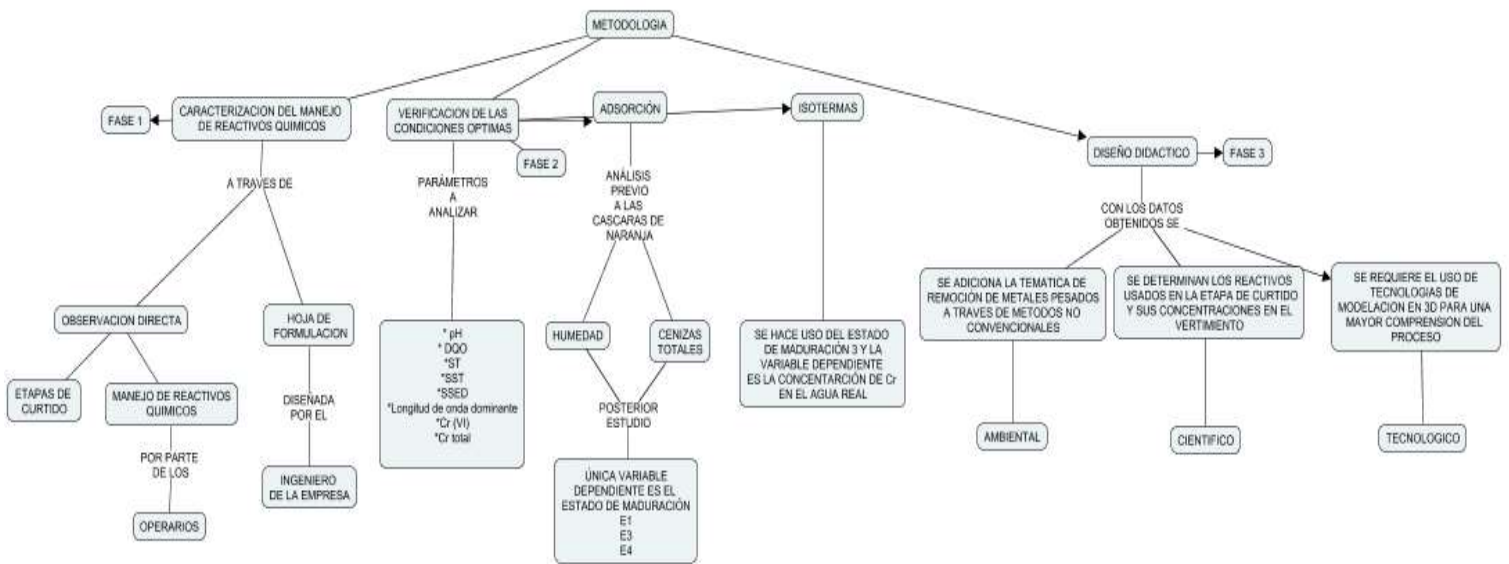 METODOLOGIA
FASE 1
CARACTERIZACION DEL MANEJO
DE REACTIVOS QUIMICOS
A TRAVES DE
OBSERVACION DIRECTA
ETAPAS DE
CURTIDO
MANEJO DE REACTIVOS
QUIMICOS
POR PARTE
DE LOS
OPERARIOS
HOJA DE
FORMULACION
DISEÑADA
POR EL
INGENIERO
DE LA EMPRESA
VERIFICACION DE LAS
CONDICIONES OPTIMAS
FASE 2
PARÁMETROS
A
ANALIZAR
* pH
* DQO
*ST
*SST
*SSED
*Longitud de onda dominante
*Cr (VI)
*Cr total
ADSORCIÓN
ANÁLISIS
PREVIO
A LAS
CASCARAS DE
NARANJA
HUMEDAD
CENIZAS
TOTALES
POSTERIOR
ESTUDIO
ÚNICA VARIABLE
DEPENDIENTE ES EL
ESTADO DE MADURACIÓN
E1
E3
E4
ISOTERMAS
SE HACE USO DEL ESTADO
DE MADURACIÓN 3 Y LA
VARIABLE DEPENDIENTE
ES LA CONCENTARCIÓN DE Cr
EN EL AGUA REAL
DISEÑO DIDACTICO
FASE 3
CON LOS DATOS
OBTENIDOS SE
SE ADICIONA LA TEMATICA DE
REMOCIÓN DE METALES PESADOS
A TRAVES DE METODOS NO
CONVENCIONALES
AMBIENTAL
SE DETERMINAN LOS REACTIVOS
USADOS EN LA ETAPA DE CURTIDO
Y SUS CONCENTRACIONES EN EL
VERTIMIENTO
CIENTIFICO
SE REQUIERE EL USO DE
TECNOLOGIAS DE
MODELACION EN 3D PARA UNA
MAYOR COMPRENSION DEL
PROCESO
TECNOLOGICO